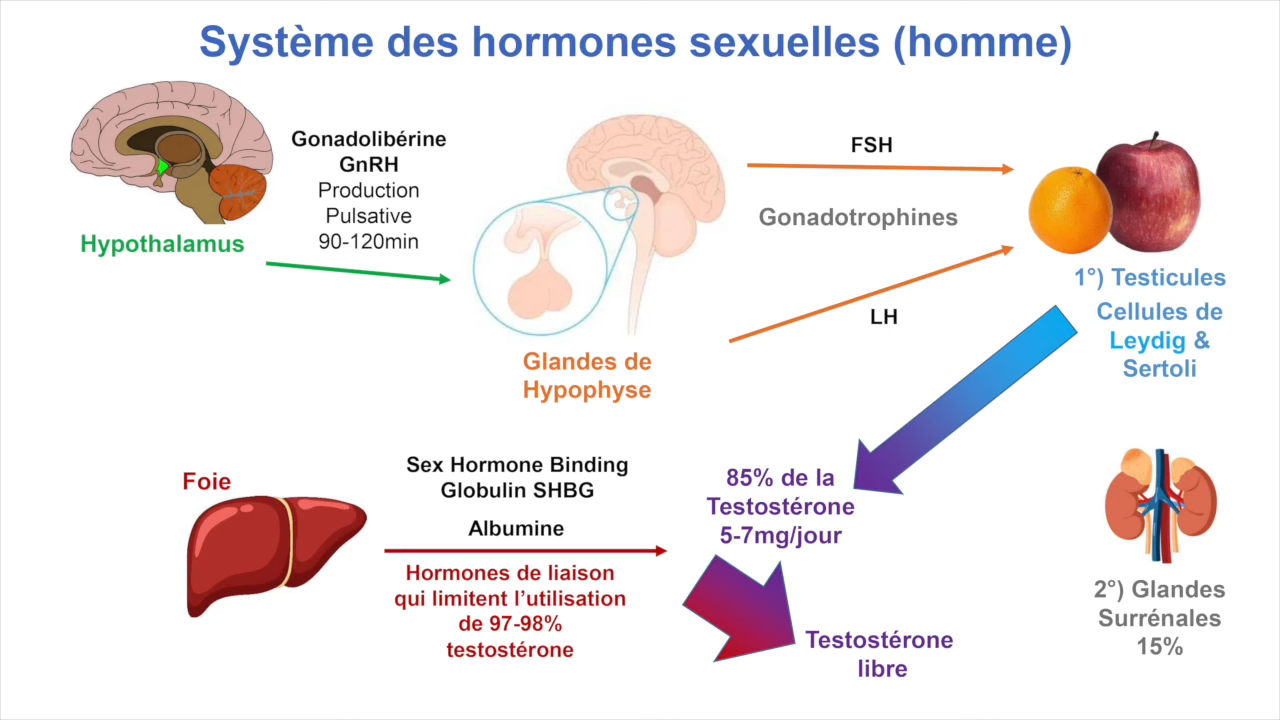 Système des hormones sexuelles (homme)
Gonadolibérine
GnRH
Production
Pulsative
90-120min
Hypothalamus
Glandes de
Hypophyse
FSH
Gonadotrophines
LH
1°) Testicules
Cellules de
Leydig &
Sertoli
Foie
Sex Hormone Binding
Globulin SHBG
Albumine
Hormones de liaison
qui limitent l’utilisation
de 97-98%
testostérone
85% de la
Testostérone
5-7mg/jour
Testostérone
libre
2°) Glandes
Surrénales
15%